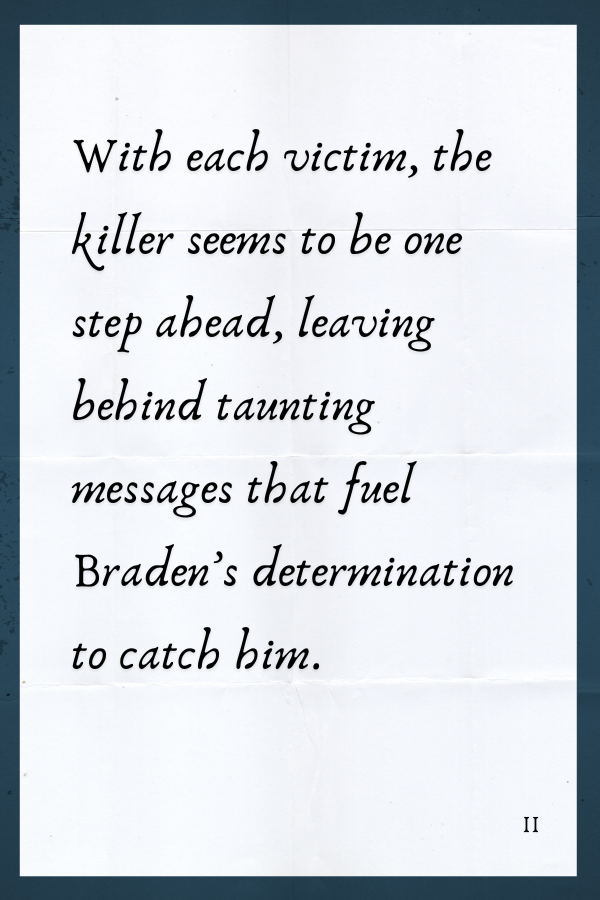 With each victim, the
killer seems to be one
step ahead, leaving
behind taunting
messages that fuel
Braden’s determination
to catch him.
II